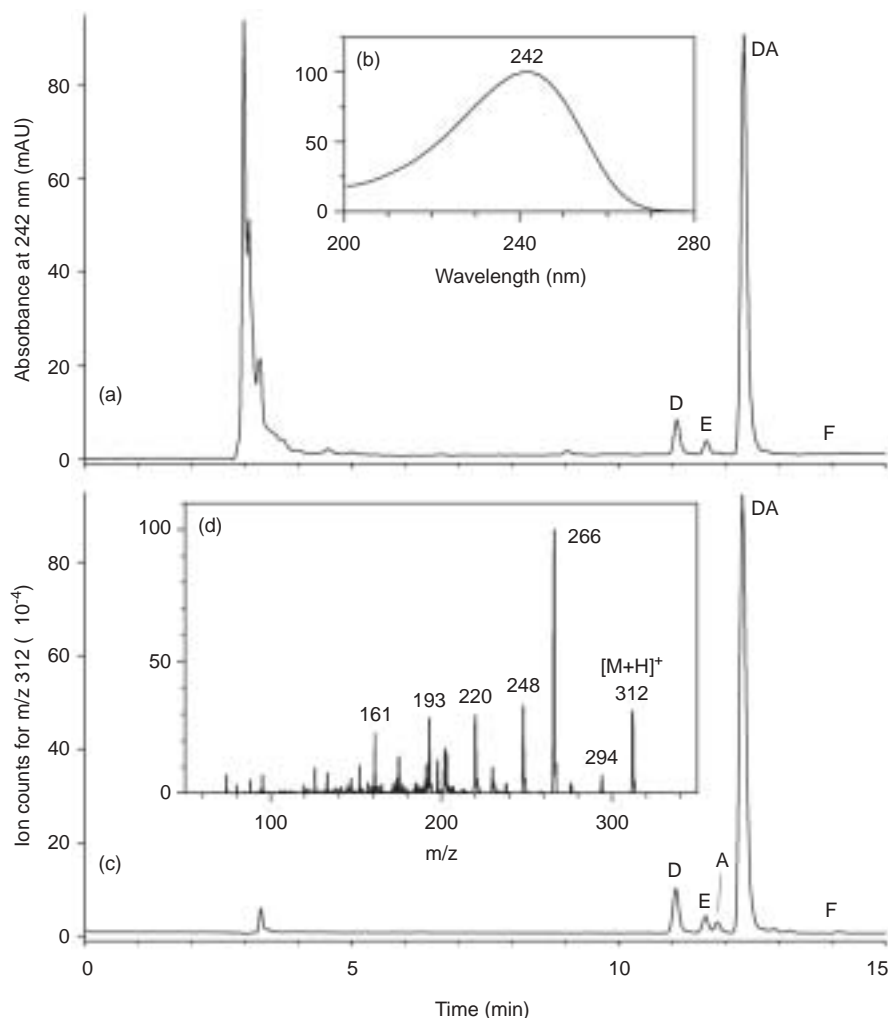 Absorbance at 242 nm (mAU)
80
60
40
20
0
(a)
(b)
242
100
50
0
200
240
280
Wavelength (nm)
DA
D
E
F
Ion counts for m/z 312 ( 10⁻⁴)
80
60
40
20
0
(c)
(d)
100
50
0
161
193
220
248
266
[M+H]⁺
312
294
100
200
300
m/z
DA
D
E
A
F
0
5
10
15
Time (min)